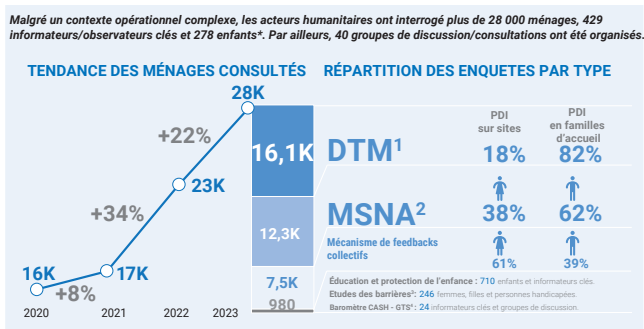 Malgré un contexte opérationnel complexe, les acteurs humanitaires ont interrogé plus de 28 000 ménages, 429
informateurs/observateurs clés et 278 enfants*. Par ailleurs, 40 groupes de discussion/consultations ont été organisés.
TENDANCE DES MÉNAGES CONSULTÉS
RÉPARTITION DES ENQUETES PAR TYPE
28K
+22%
23K
+34%
17K
16K
+8%
2020
2021
2022
2023
16,1K
12,3K
7,5K
980
PDI
sur sites
PDI
en familles
d'accueil
DTM¹
18%
82%
MSNA²
38%
62%
Mécanisme de feedbacks
collectifs
61%
39%
Éducation et protection de l'enfance : 710 enfants et informateurs clés.
Etudes des barrières³: 246 femmes, filles et personnes handicapées.
Baromètre CASH - GTS⁴ : 24 informateurs clés et groupes de discussion.